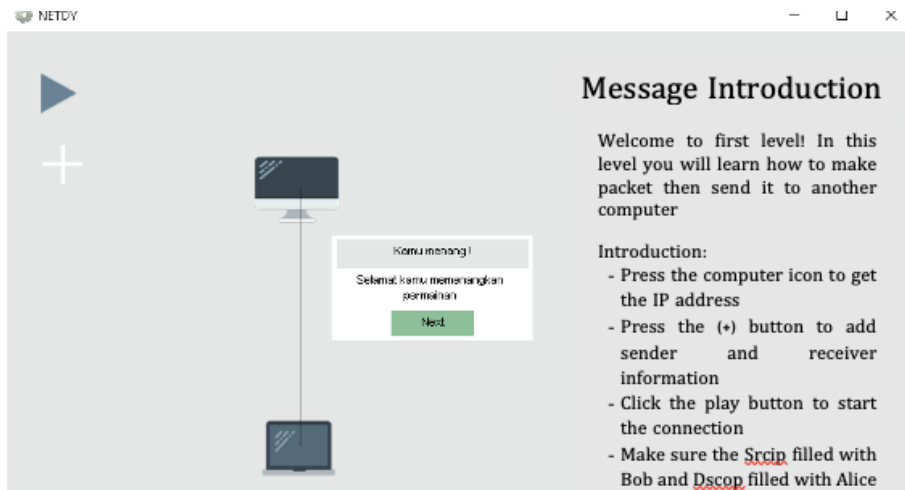 NETDY
Message Introduction
Welcome to first level! In this
level you will learn how to make
packet then send it to another
computer
Introduction:
- Press the computer icon to get
the IP address
- Press the (+) button to add
sender and receiver
information
- Click the play button to start
the connection
- Make sure the Srcip filled with
Bob and Dscop filled with Alice
Kamu menang !
Selamat kamu memenangkan
permainan
Next